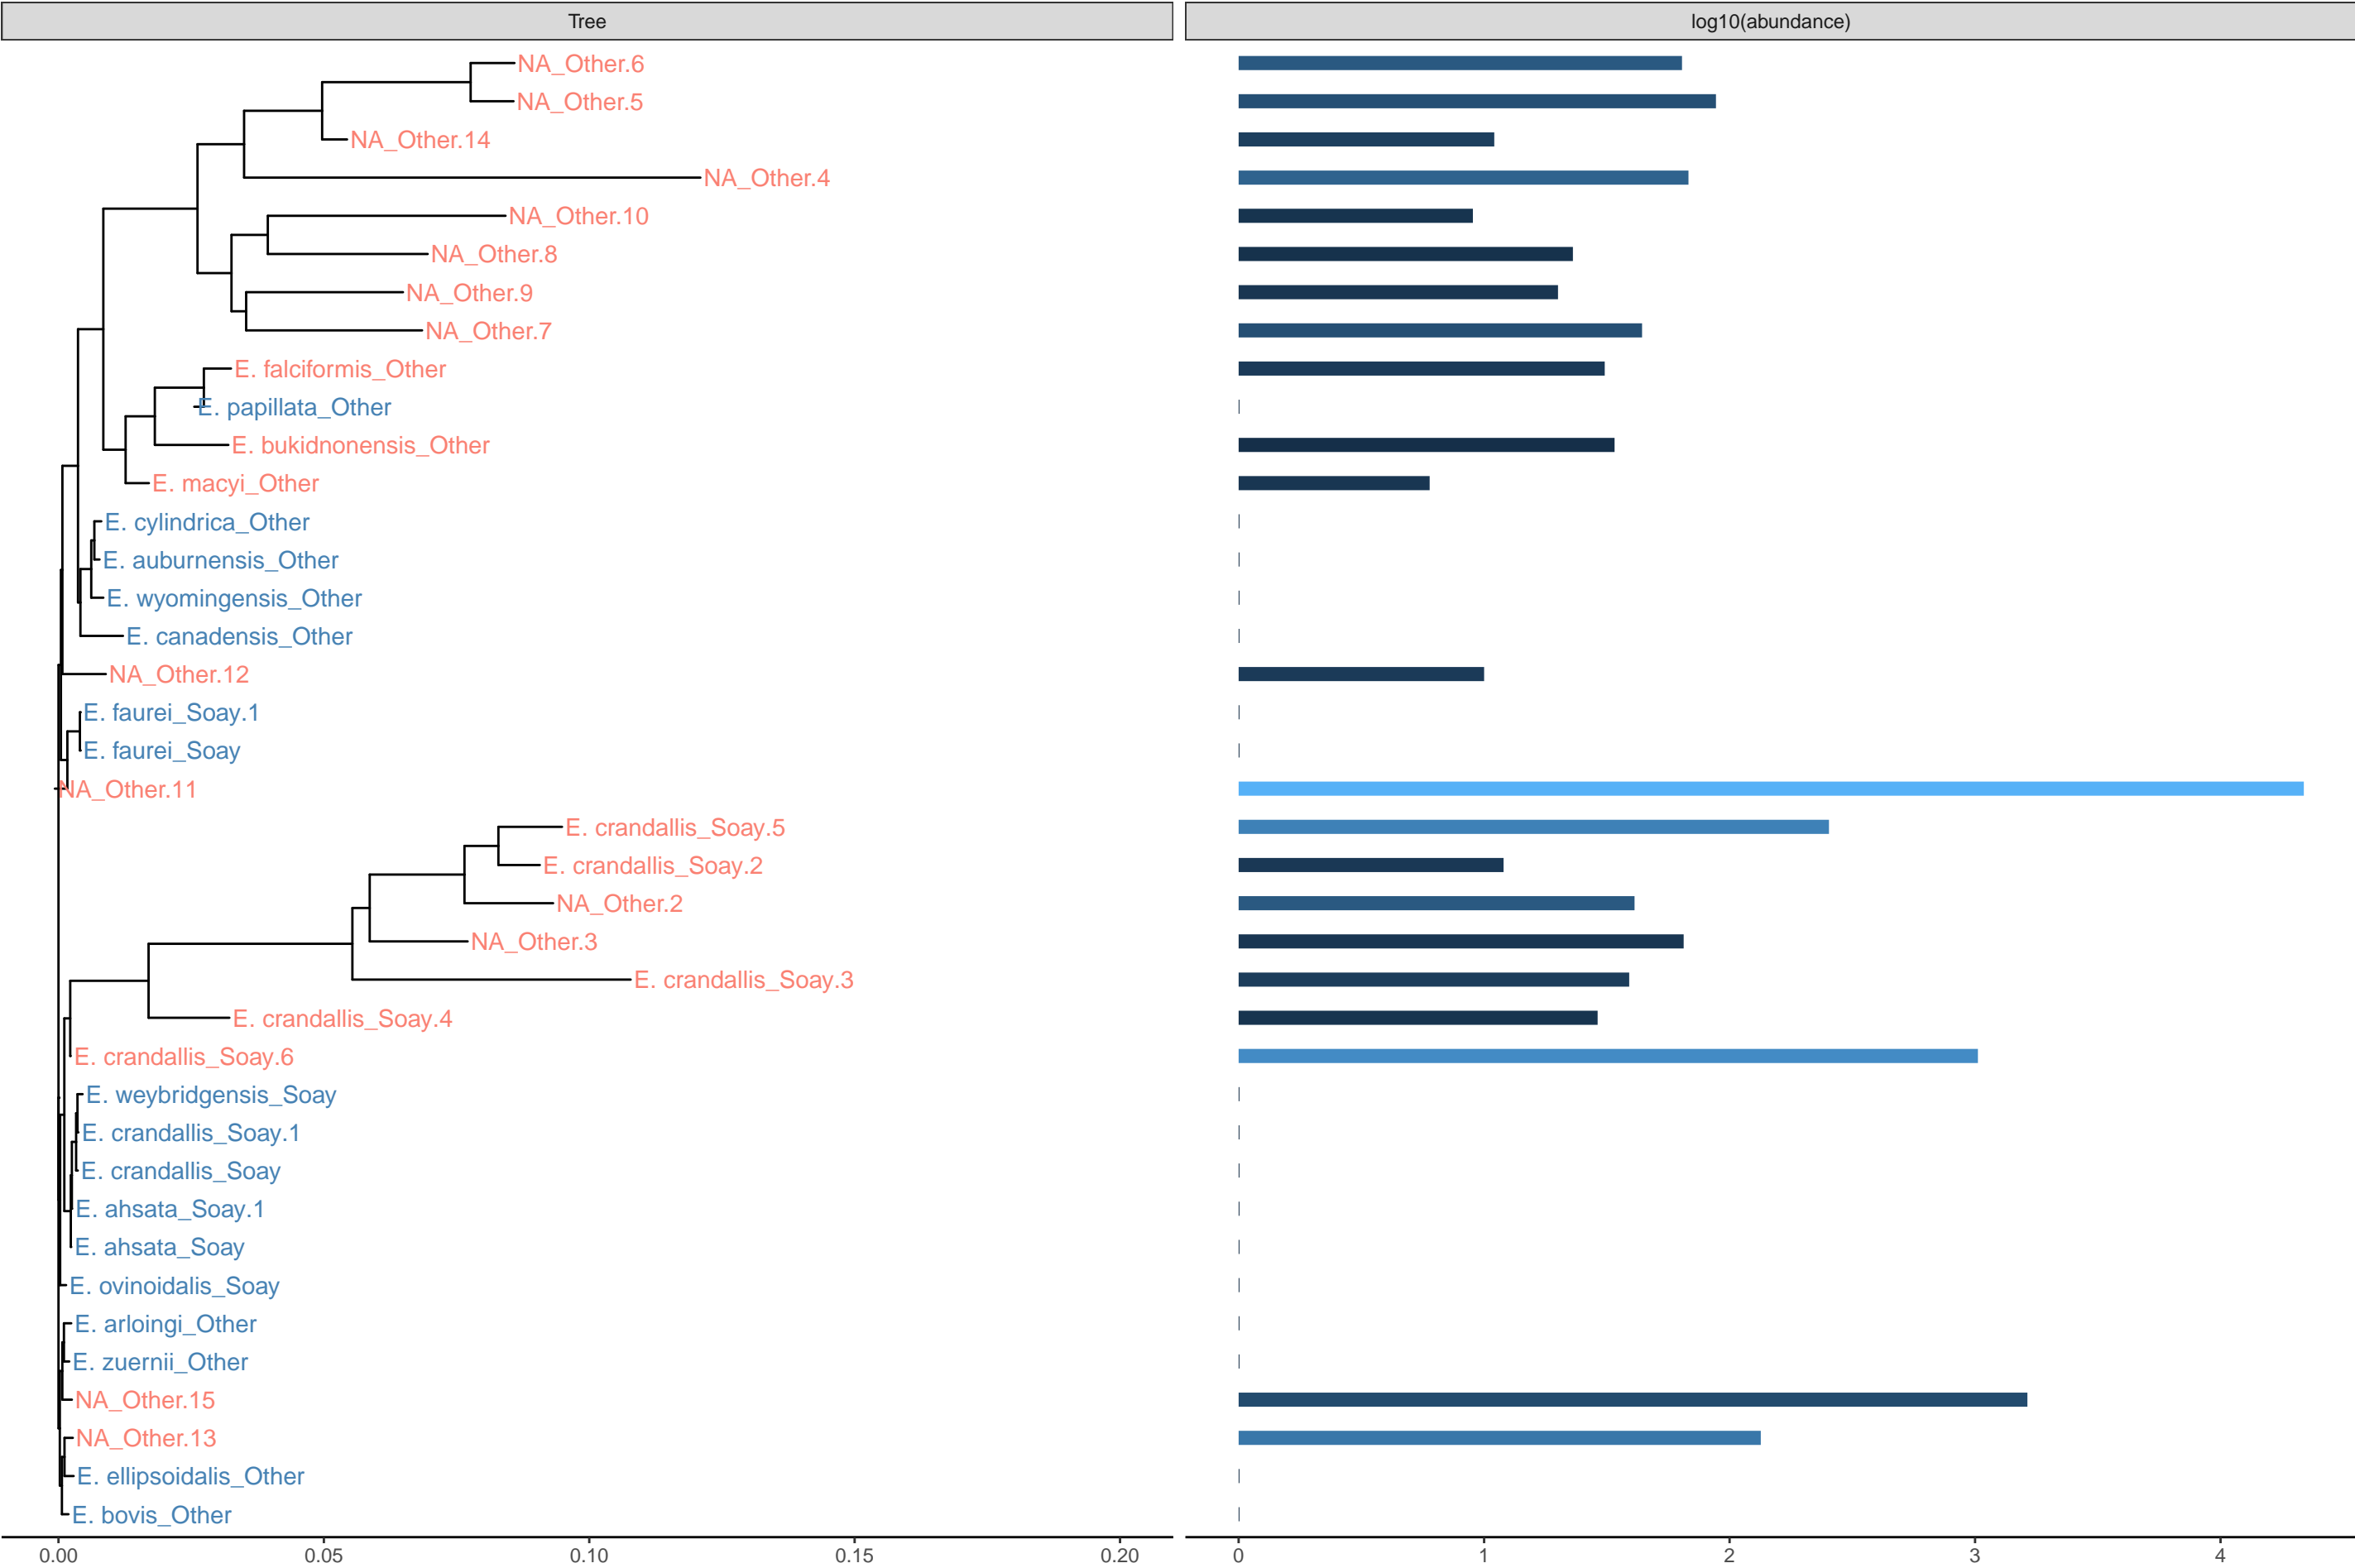 Tree
log10(abundance)
NA_Other.6
NA_Other.5
NA_Other.14
NA_Other.4
NA_Other.10
NA_Other.8
NA_Other.9
NA_Other.7
E. falciformis_Other
E. papillata_Other
E. bukidnonensis_Other
E. macyi_Other
E. cylindrica_Other
E. auburnensis_Other
E. wyomingensis_Other
E. canadensis_Other
NA_Other.12
E. faurei_Soay.1
E. faurei_Soay
NA_Other.11
E. crandallis_Soay.5
E. crandallis_Soay.2
NA_Other.2
NA_Other.3
E. crandallis_Soay.3
E. crandallis_Soay.4
E. crandallis_Soay.6
E. weybridgensis_Soay
E. crandallis_Soay.1
E. crandallis_Soay
E. ahsata_Soay.1
E. ahsata_Soay
E. ovinoidalis_Soay
E. arloingi_Other
E. zuernii_Other
NA_Other.15
NA_Other.13
E. ellipsoidalis_Other
E. bovis_Other
0.00 0.05 0.10 0.15 0.20
0 1 2 3 4